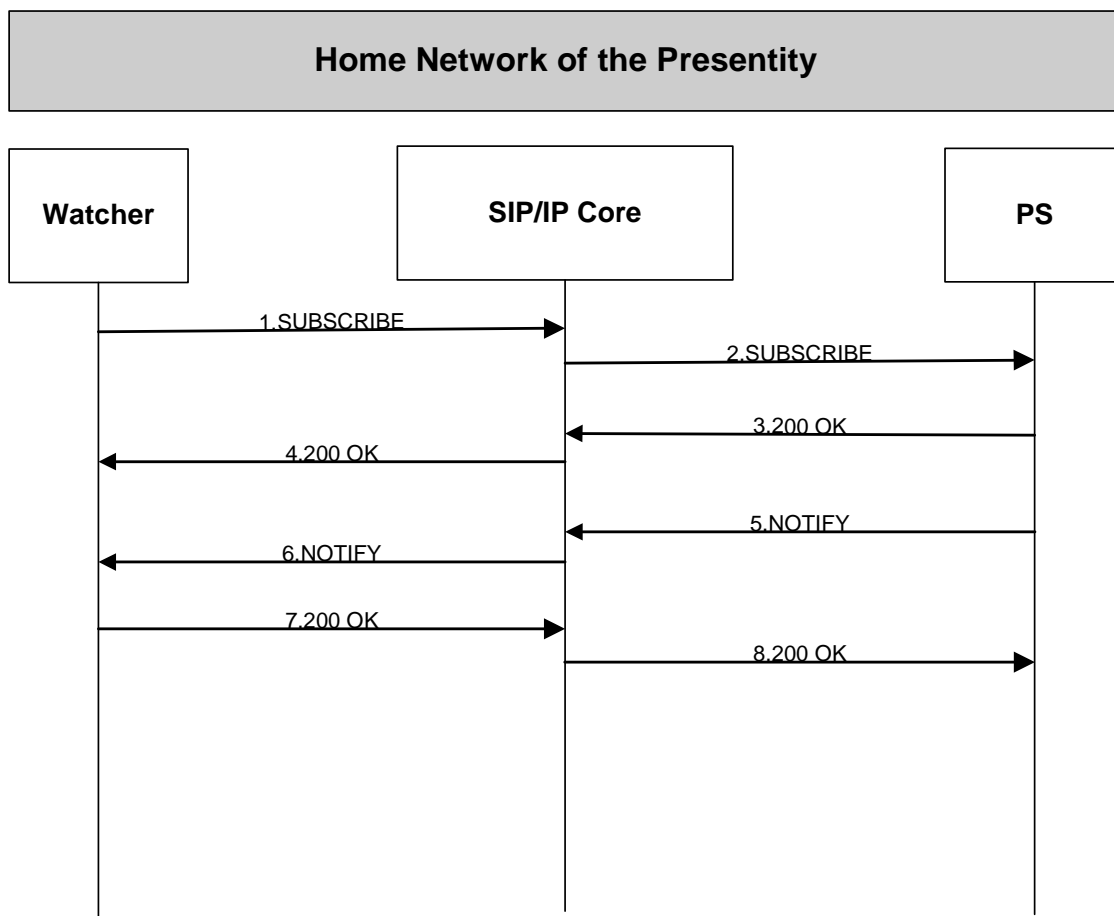 Home Network of the Presentity
Watcher
SIP/IP Core
PS
1.SUBSCRIBE
2.SUBSCRIBE
3.200 OK
4.200 OK
5.NOTIFY
6.NOTIFY
7.200 OK
8.200 OK